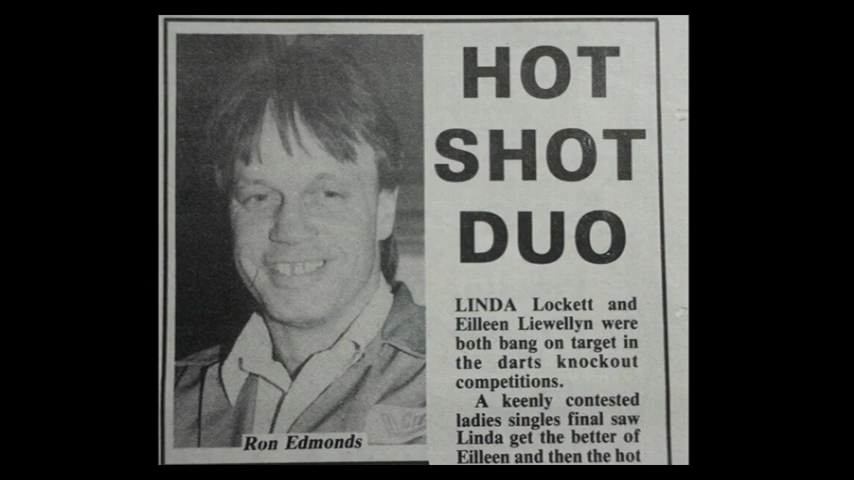 HOT
SHOT
DUO
LINDA Lockett and
Eilleen Liewellyn were
both bang on target in
the darts knockout
competitions.
A keenly contested
ladies singles final saw
Linda get the better of
Eilleen and then the hot
Ron Edmonds